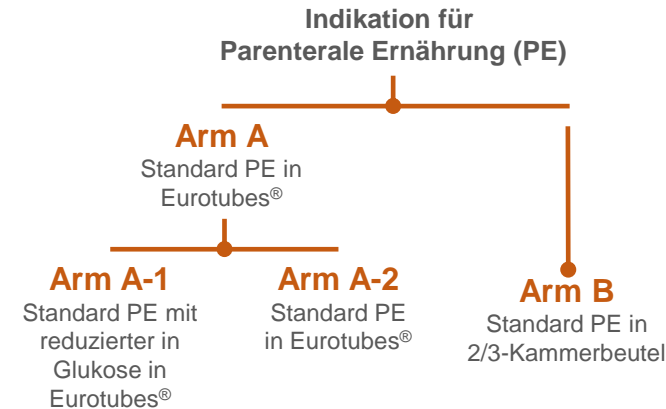 Indikation für
Parenterale Ernährung (PE)
Arm A
Standard PE in
Eurotubes®
Arm A-1
Standard PE mit
reduzierter in
Glukose in
Eurotubes®
Arm A-2
Standard PE
in Eurotubes®
Arm B
Standard PE in
2/3-Kammerbeutel